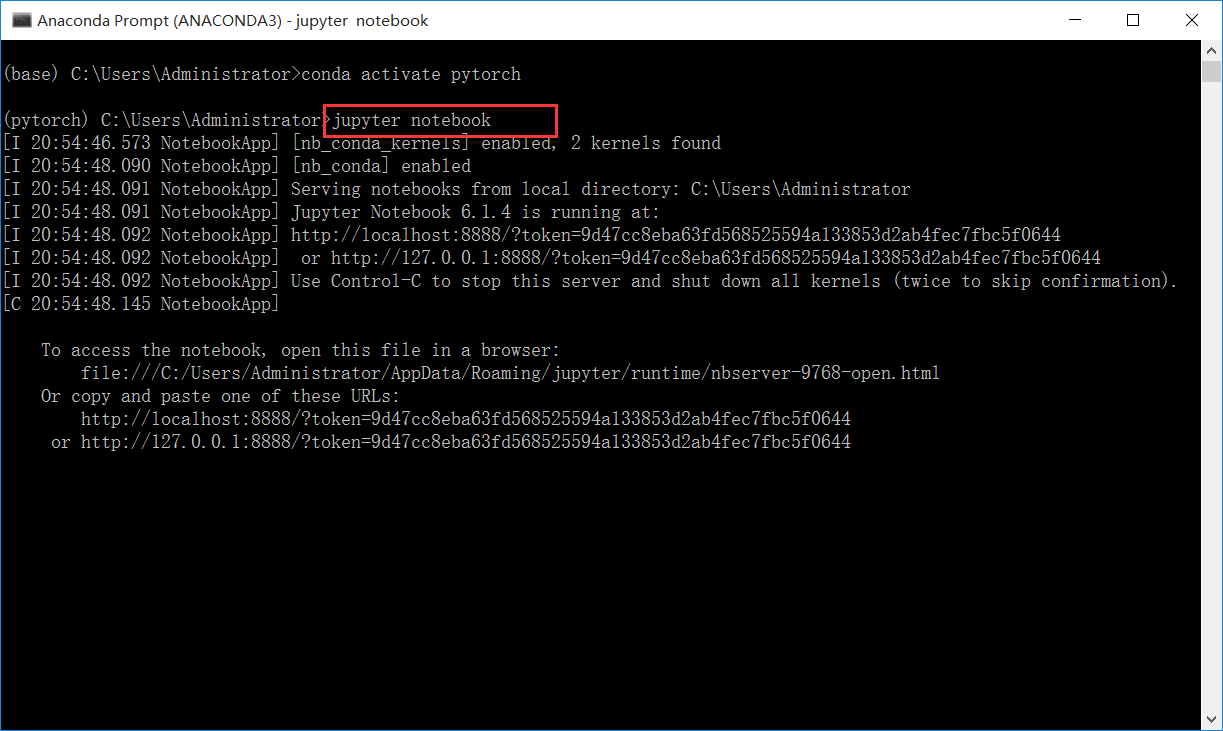 Anaconda Prompt (ANACONDA3) - jupyter  notebook
(base) C:\Users\Administrator>conda activate pytorch
(pytorch) C:\Users\Administrator>jupyter notebook
[I 20:54:46.573 NotebookApp] [nb_conda_kernels] enabled, 2 kernels found
[I 20:54:48.090 NotebookApp] [nb_conda] enabled
[I 20:54:48.091 NotebookApp] Serving notebooks from local directory: C:\Users\Administrator
[I 20:54:48.091 NotebookApp] Jupyter Notebook 6.1.4 is running at:
[I 20:54:48.092 NotebookApp] http://localhost:8888/?token=9d47cc8eba63fd568525594a133853d2ab4fec7fbc5f0644
[I 20:54:48.092 NotebookApp]  or http://127.0.0.1:8888/?token=9d47cc8eba63fd568525594a133853d2ab4fec7fbc5f0644
[I 20:54:48.092 NotebookApp] Use Control-C to stop this server and shut down all kernels (twice to skip confirmation).
[C 20:54:48.145 NotebookApp]
To access the notebook, open this file in a browser:
file:///C:/Users/Administrator/AppData/Roaming/jupyter/runtime/nbserver-9768-open.html
Or copy and paste one of these URLs:
http://localhost:8888/?token=9d47cc8eba63fd568525594a133853d2ab4fec7fbc5f0644
or http://127.0.0.1:8888/?token=9d47cc8eba63fd568525594a133853d2ab4fec7fbc5f0644